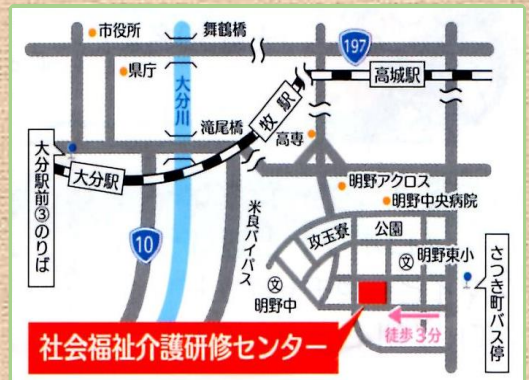 市役所
舞鶴橋
197
県庁
大分川
高城駅
牧駅
滝尾橋
高専
大分駅
大分駅前③のりば
明野アクロス
明野中央病院
10
米良バイパス
攻玉寮
公園
文
明野東小
文
明野中
さつき町バス停
徒歩3分
社会福祉介護研修センター